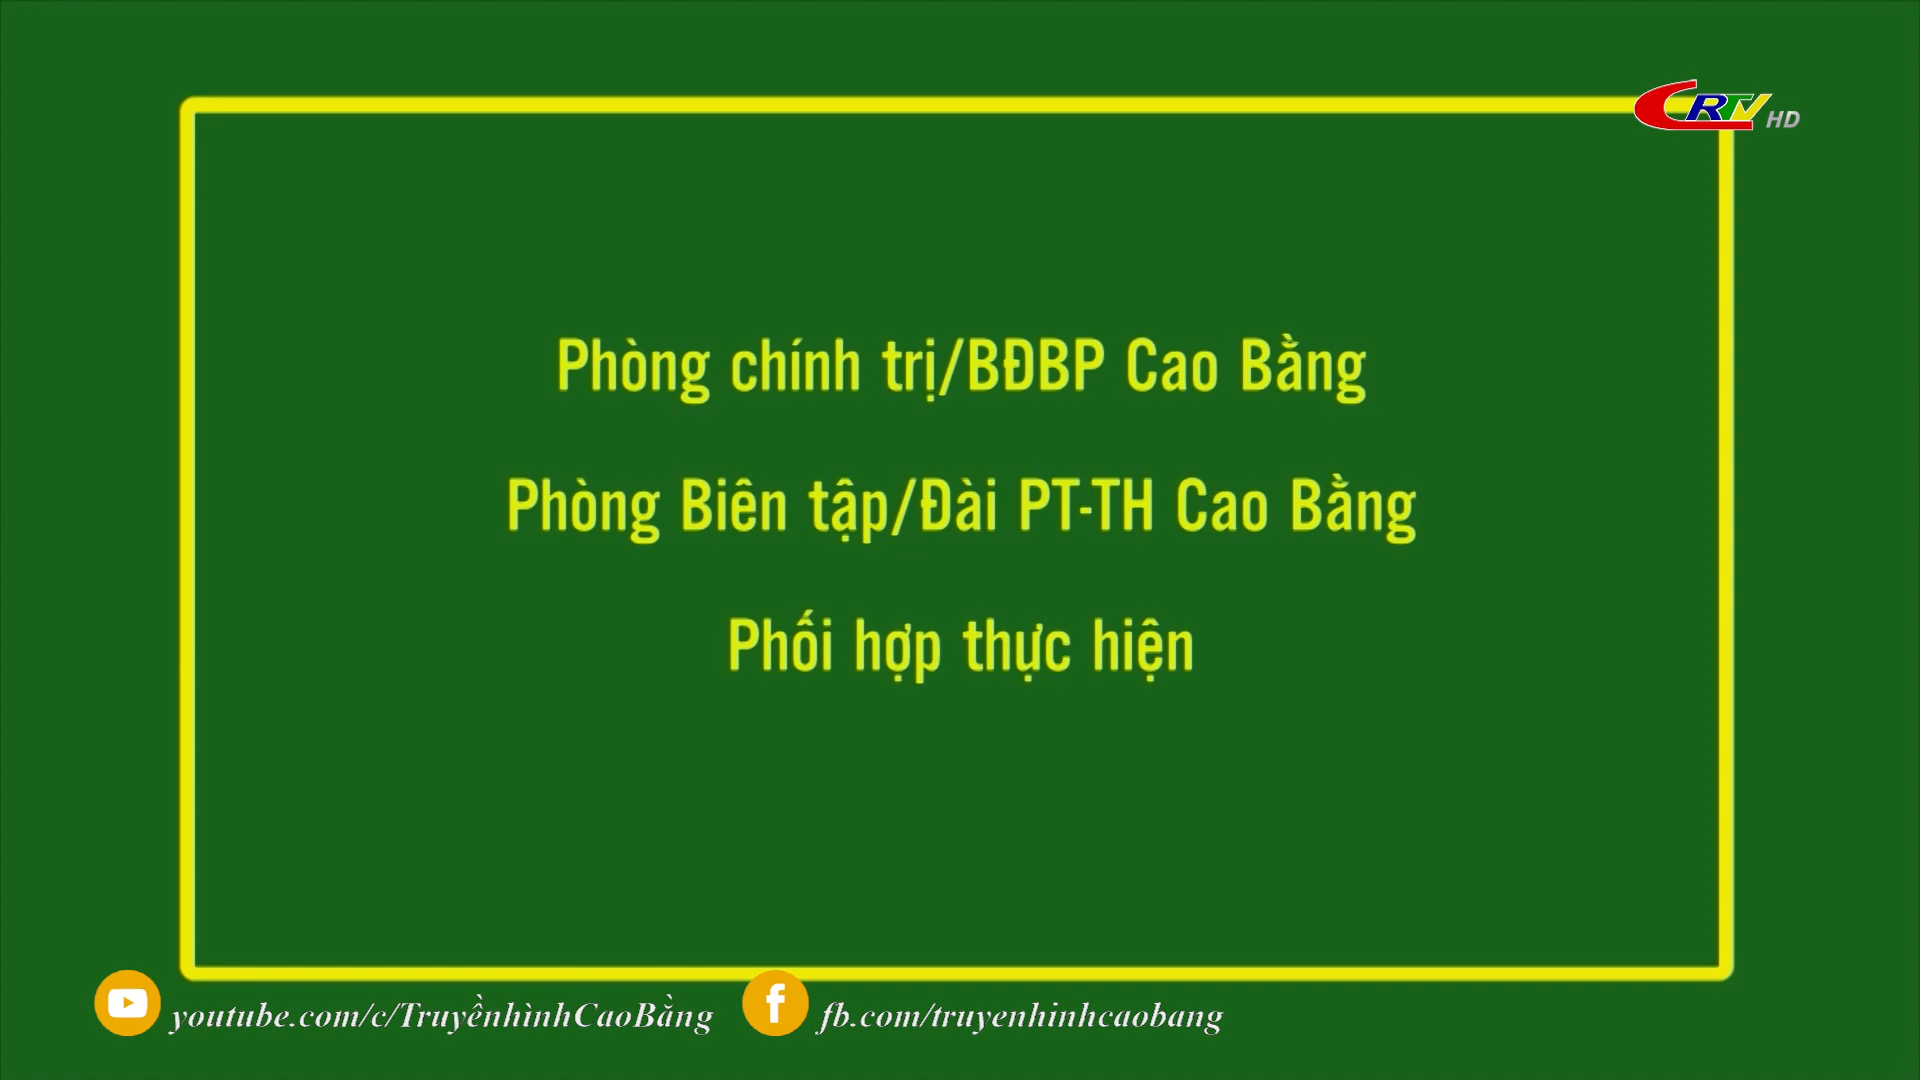 CRTV HD
Phòng chính trị/BĐBP Cao Bằng
Phòng Biên tập/Đài PT-TH Cao Bằng
Phối hợp thực hiện
youtube.com/c/TruyềnhìnhCaoBằng
fb.com/truyenhinhcaobang